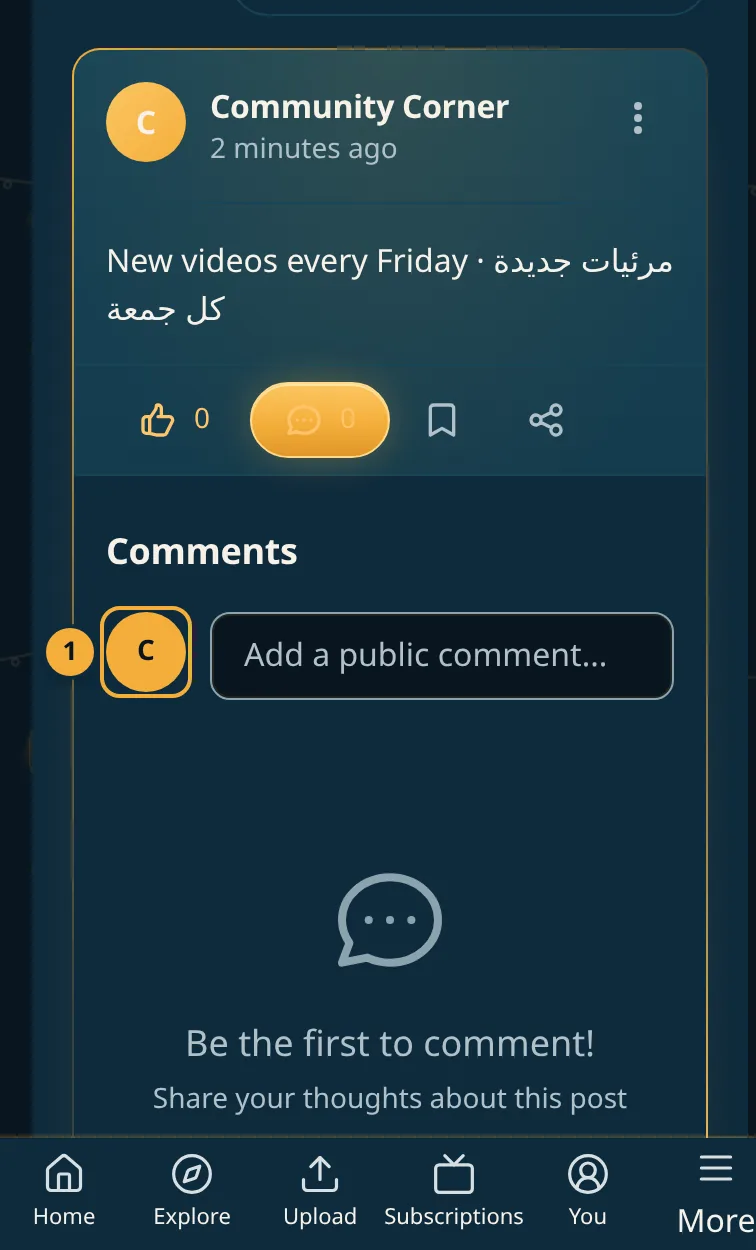 C
Community Corner
2 minutes ago
New videos every Friday · مرئيات جديدة
كل جمعة
0
0
Comments
1
C
Add a public comment...
Be the first to comment!
Share your thoughts about this post
Home
Explore
Upload
Subscriptions
You
More